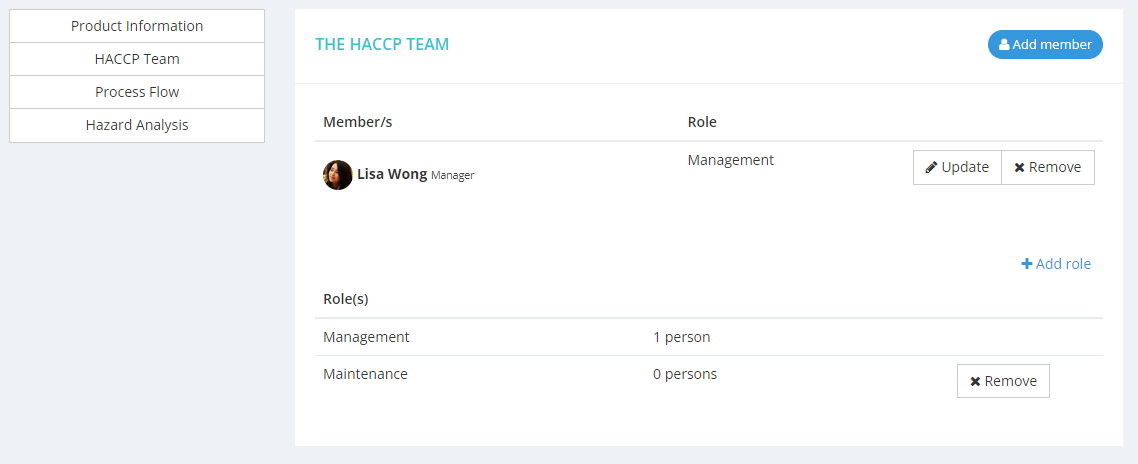 Product Information
HACCP Team
Process Flow
Hazard Analysis
THE HACCP TEAM
Add member
Member/s Role
Lisa Wong Manager Management Update Remove
Add role
Role(s)
Management 1 person
Maintenance 0 persons Remove